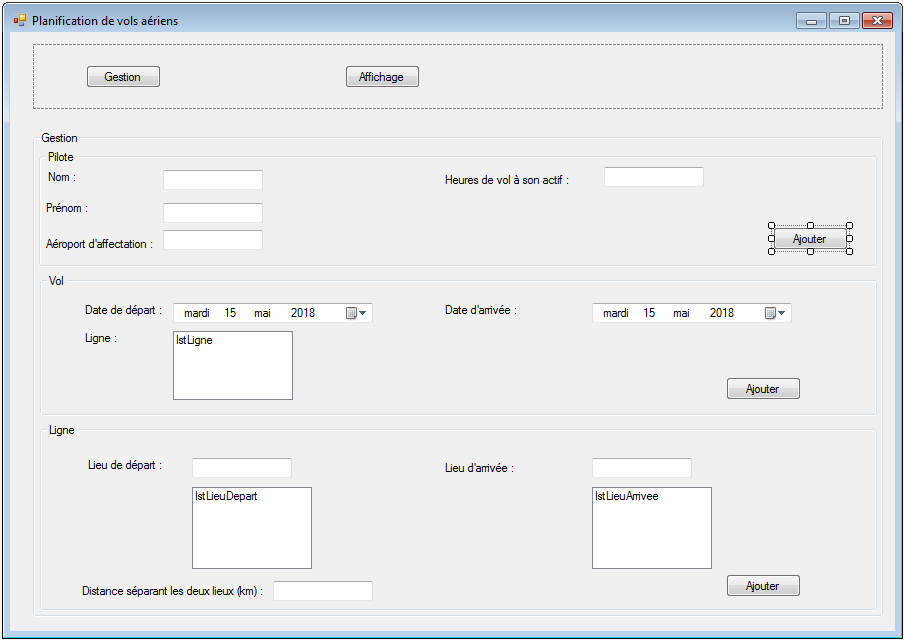 Planification de vols aériens
Gestion
Affichage
Gestion
Pilote
Nom :
Heures de vol à son actif :
Prénom :
Aéroport d'affectation :
Ajouter
Vol
Date de départ :
mardi 15 mai 2018
Date d'arrivée :
mardi 15 mai 2018
Ligne :
lstLigne
Ajouter
Ligne
Lieu de départ :
Lieu d'arrivée :
lstLieuDepart
lstLieuArrivee
Distance séparant les deux lieux (km) :
Ajouter